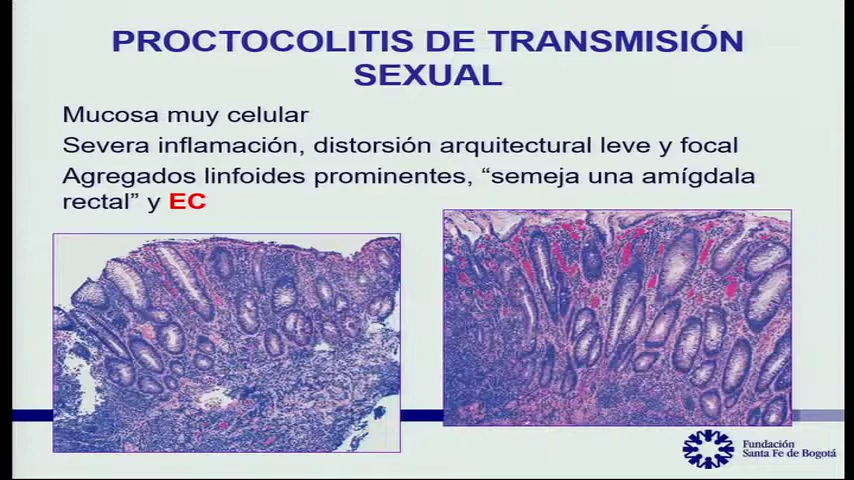 PROCTOCOLITIS DE TRANSMISIÓN
SEXUAL
Mucosa muy celular
Severa inflamación, distorsión arquitectural leve y focal
Agregados linfoides prominentes, “semeja una amígdala
rectal” y EC
Fundación
Santa Fe de Bogotá